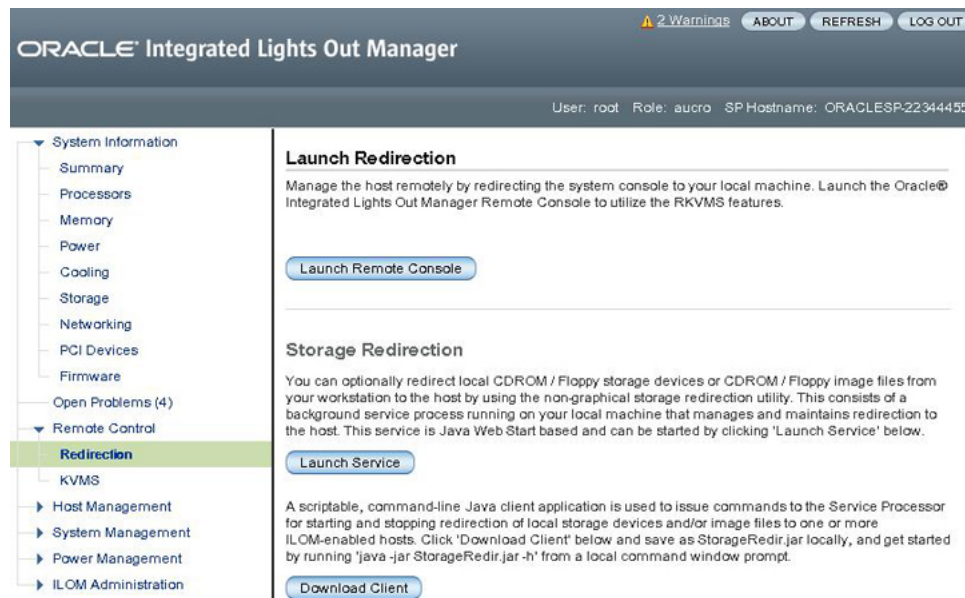 2 Warnings ABOUT REFRESH LOG OUT
ORACLE® Integrated Lights Out Manager
User: root Role: aucro SP Hostname: ORACLESP-22344455
System Information
Summary
Processors
Memory
Power
Cooling
Storage
Networking
PCI Devices
Firmware
Open Problems (4)
Remote Control
Redirection
KVMS
Host Management
System Management
Power Management
ILOM Administration
Launch Redirection
Manage the host remotely by redirecting the system console to your local machine. Launch the Oracle®
Integrated Lights Out Manager Remote Console to utilize the RKVMS features.
Launch Remote Console
Storage Redirection
You can optionally redirect local CDROM / Floppy storage devices or CDROM / Floppy image files from
your workstation to the host by using the non-graphical storage redirection utility. This consists of a
background service process running on your local machine that manages and maintains redirection to
the host. This service is Java Web Start based and can be started by clicking 'Launch Service' below.
Launch Service
A scriptable, command-line Java client application is used to issue commands to the Service Processor
for starting and stopping redirection of local storage devices and/or image files to one or more
ILOM-enabled hosts. Click 'Download Client' below and save as StorageRedir.jar locally, and get started
by running 'java -jar StorageRedir.jar -h' from a local command window prompt.
Download Client